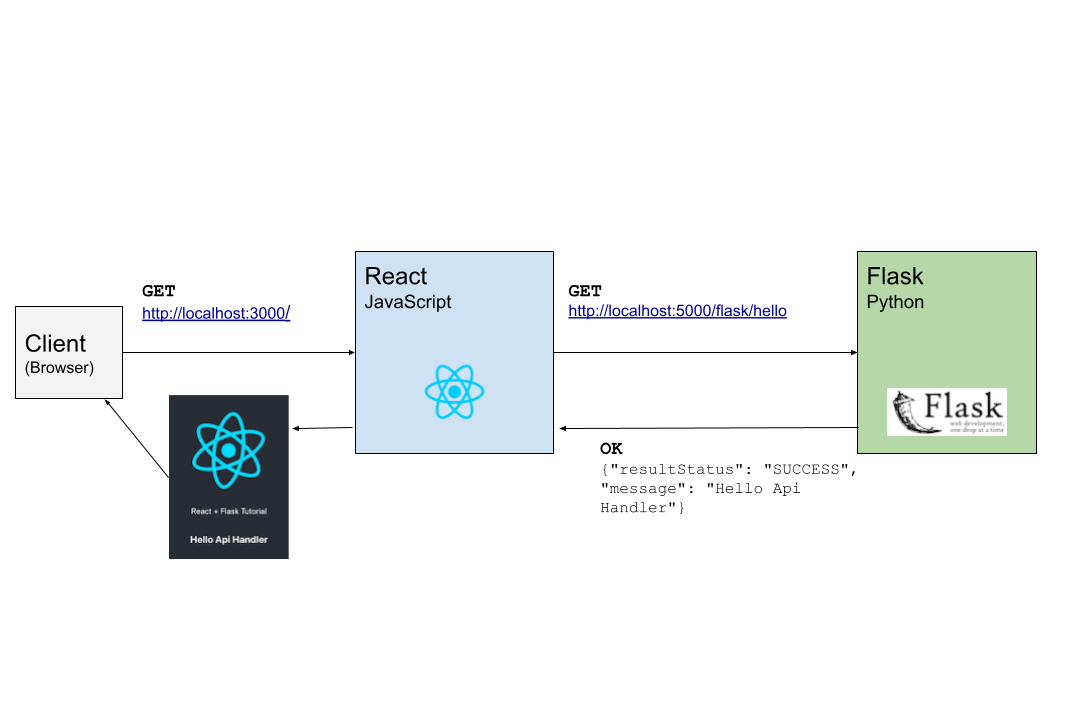 React
JavaScript
Flask
Python
GET
http://localhost:3000/
GET
http://localhost:5000/flask/hello
Client
(Browser)
Flask
web development,
one drop at a time
OK
{"resultStatus": "SUCCESS",
"message": "Hello Api
Handler"}
React + Flask Tutorial
Hello Api Handler